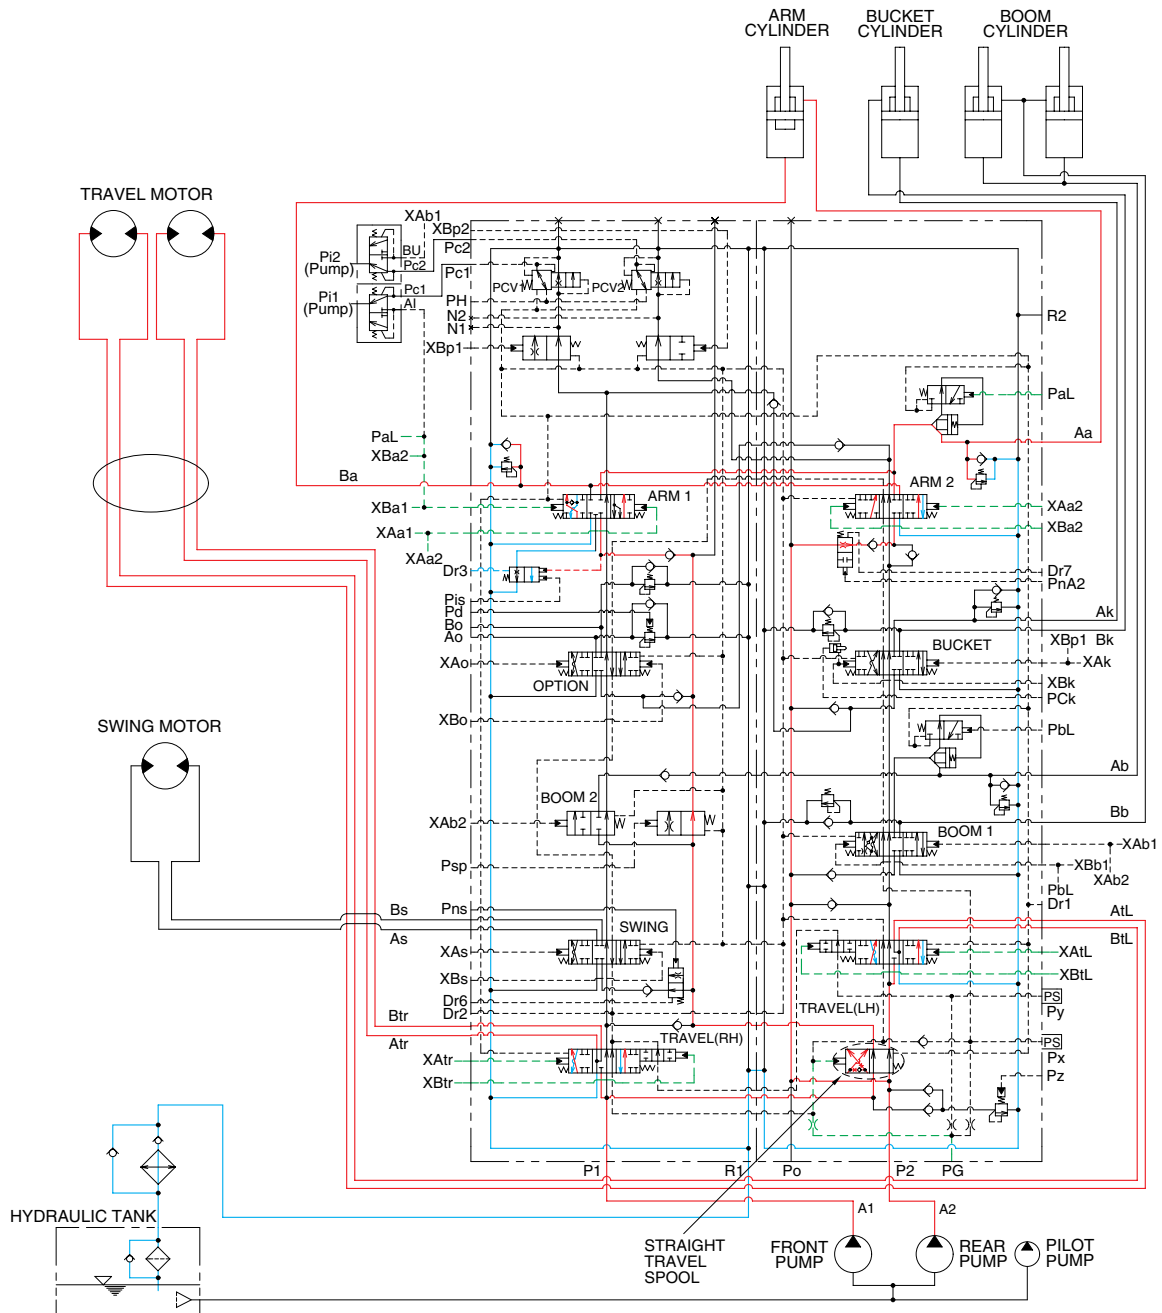 ARM
CYLINDER
BUCKET
CYLINDER
BOOM
CYLINDER
TRAVEL MOTOR
XAb1
XBp2
Pc2
BU
Pi2
(Pump)
Pc2
Pc1
Pc1
Pi1
(Pump)
AI
PCV1
PCV2
PH
N2
N1
R2
XBp1
PaL
Aa
PaL
XBa2
Ba
ARM 1
ARM 2
XBa1
XAa2
XAa1
XBa2
XAa2
Dr3
Dr7
PnA2
Pis
Pd
Bo
Ao
Ak
XBp1
Bk
BUCKET
XAo
XAk
OPTION
XBk
PCk
XBo
PbL
SWING MOTOR
Ab
BOOM 2
XAb2
Bb
BOOM 1
XAb1
Psp
XBb1
XAb2
PbL
Dr1
Bs
Pns
AtL
As
SWING
BtL
XAs
XAtL
XBs
XBtL
Dr6
Dr2
PS
Py
TRAVEL(LH)
Btr
Atr
TRAVEL(RH)
PS
XAtr
Px
XBtr
Pz
P1
R1
Po
P2
PG
A1
A2
HYDRAULIC TANK
STRAIGHT
TRAVEL
SPOOL
FRONT
PUMP
REAR
PUMP
PILOT
PUMP